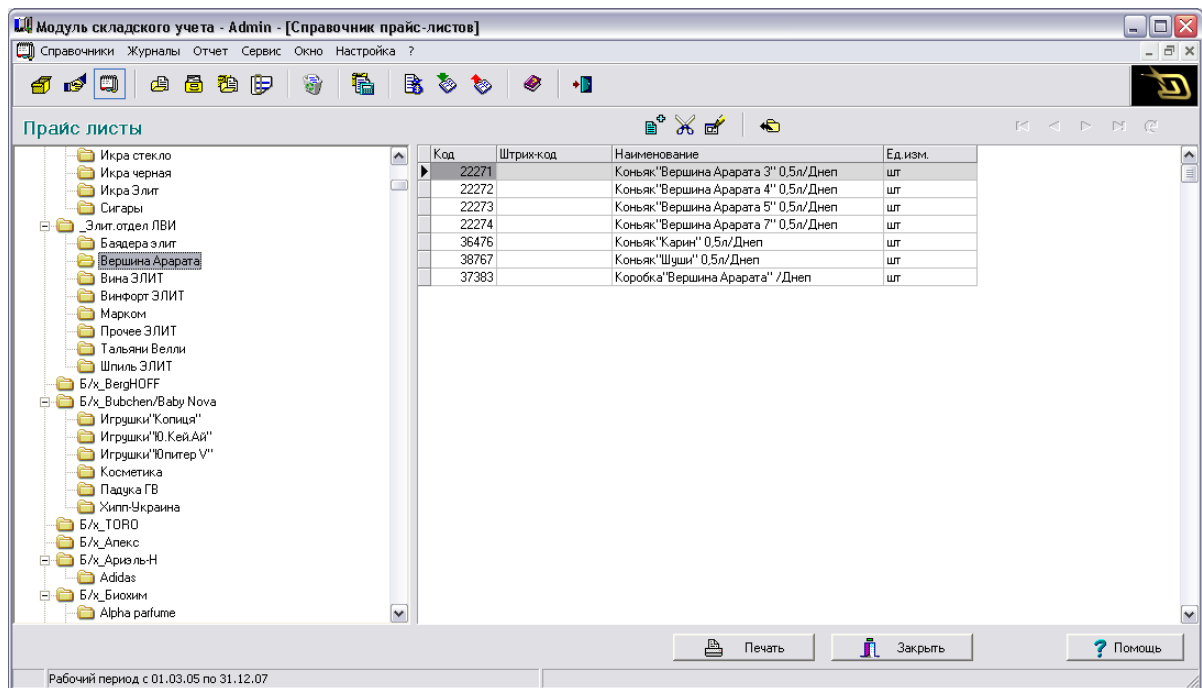 Модуль складского учета - Admin - [Справочник прайс-листов]
Справочники Журналы Отчет Сервис Окно Настройка ?
Прайс листы
Икра стекло
Икра черная
Икра Элит
Сигары
_Элит.отдел ЛВИ
Баядера элит
Вершина Арарата
Вина ЭЛИТ
Винфорт ЭЛИТ
Марком
Прочее ЭЛИТ
Тальяни Велли
Шпиль ЭЛИТ
Б/х_BergHOFF
Б/х_Bubchen/Baby Nova
Игрушки"Копиця"
Игрушки"Ю.Кей.Ай"
Игрушки"Юпитер V"
Косметика
Падука ГВ
Хипп-Украина
Б/х_TORO
Б/х_Апекс
Б/х_Ариэль-Н
Adidas
Б/х_Биохим
Alpha parfume
Код Штрих-код Наименование Ед.изм.
22271 Коньяк"Вершина Арарата 3" 0,5л/Днеп шт
22272 Коньяк"Вершина Арарата 4" 0,5л/Днеп шт
22273 Коньяк"Вершина Арарата 5" 0,5л/Днеп шт
22274 Коньяк"Вершина Арарата 7" 0,5л/Днеп шт
36476 Коньяк"Карин" 0,5л/Днеп шт
38767 Коньяк"Шуши" 0,5л/Днеп шт
37383 Коробка"Вершина Арарата" /Днеп шт
Печать Закрыть ? Помощь
Рабочий период с 01.03.05 по 31.12.07